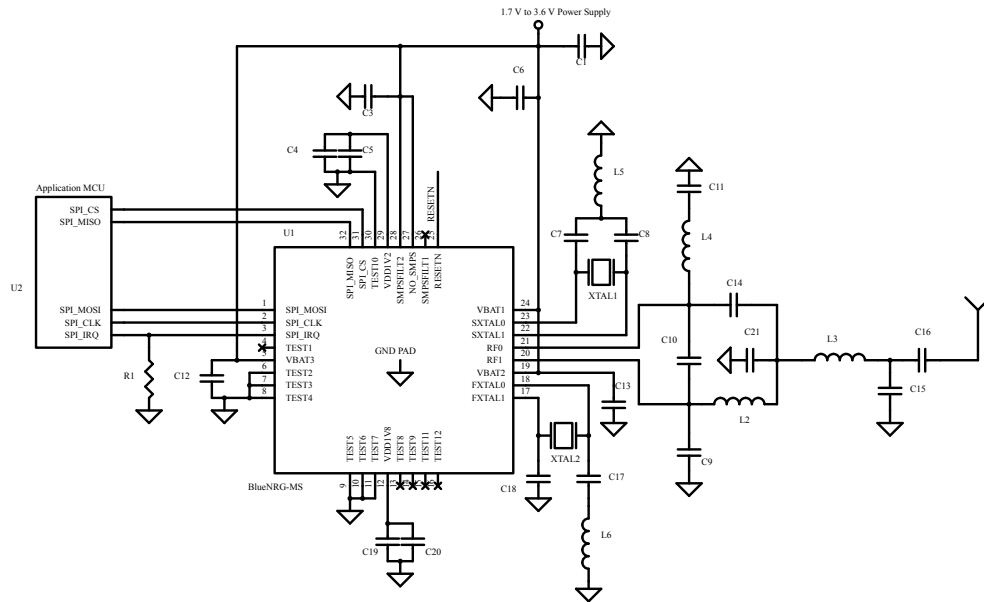 1.7 V to 3.6 V Power Supply
C1
C6
C3
C4
C5
L5
C11
Application MCU
SPI_CS
SPI_MISO
RESETN
U1
C7
C8
L4
32
31
30
29
28
27
26
25
SPI_MISO
SPI_CS
TEST10
VDD1V2
SMPSFILT2
NO_SMPS
SMPSFILT1
RESETN
XTAL1
C14
U2
SPI_MOSI
SPI_CLK
SPI_IRQ
1
2
3
4
5
6
7
8
SPI_MOSI
SPI_CLK
SPI_IRQ
TEST1
VBAT3
TEST2
TEST3
TEST4
GND PAD
VBAT1
SXTAL0
SXTAL1
RF0
RF1
VBAT2
FXTAL0
FXTAL1
24
23
22
21
20
19
18
17
C10
C21
L3
C16
R1
C12
C13
L2
C15
TEST5
TEST6
TEST7
VDD1V8
TEST8
TEST9
TEST11
TEST12
XTAL2
C9
BlueNRG-MS
9
10
11
12
13
C18
C17
C19
C20
L6